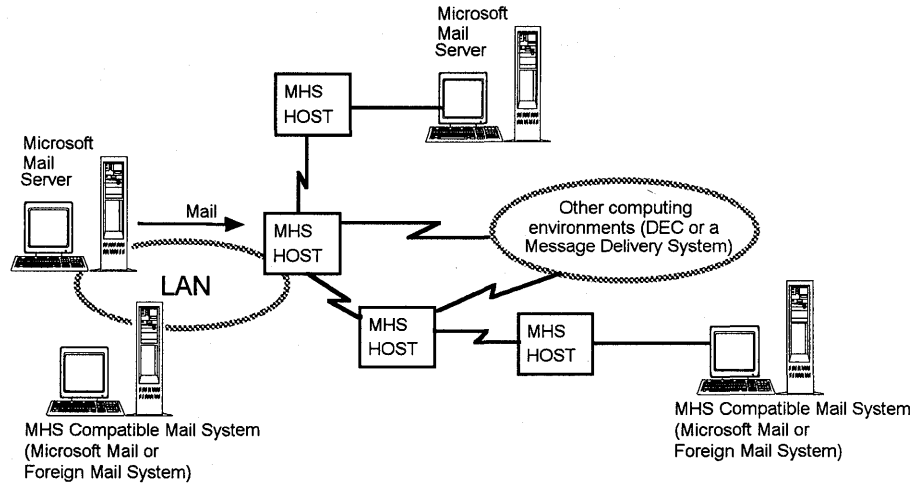 Microsoft
Mail
Server
MHS
HOST
Microsoft
Mail
Server
Mail
MHS
HOST
Other computing
environments (DEC or a
Message Delivery System)
LAN
MHS
HOST
MHS
HOST
MHS Compatible Mail System
(Microsoft Mail or
Foreign Mail System)
MHS Compatible Mail System
(Microsoft Mail or
Foreign Mail System)